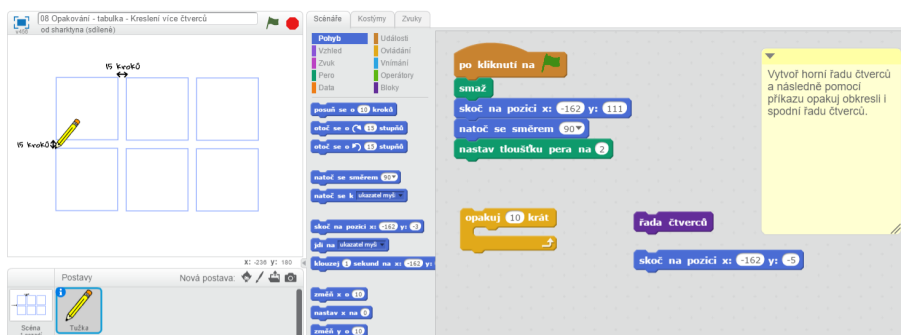 08 Opakování - tabulka - Kreslení více čtverců
od sharktyna (sdílené)
v456
15 kroků
15 kroků
x: -236 y: 180
Postavy
Nová postava:
Scéna
Tužka
Scénáře Kostýmy Zvuky
Pohyb Události
Vzhled Ovládání
Zvuk Vnímání
Pero Operátory
Data Bloky
posuň se o 10 kroků
otoč se o 15 stupňů
otoč se o 15 stupňů
natoč se směrem 90
natoč se k ukazatel myš
skoč na pozici x: -162 y: -3
jdi na ukazatel myš
klouzej 1 sekund na x: -162 y:
změň x o 10
nastav x na 0
změň y o 10
po kliknutí na
smaž
skoč na pozici x: -162 y: 111
natoč se směrem 90
nastav tloušťku pera na 2
opakuj 10 krát
řada čtverců
skoč na pozici x: -162 y: -5
Vytvoř horní řadu čtverců
a následně pomocí
příkazu opakuj obkresli i
spodní řadu čtverců.